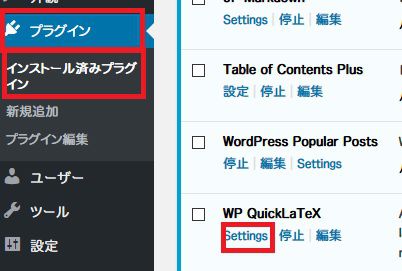 プラグイン
インストール済みプラグ
イン
新規追加
プラグイン編集
ユーザー
ツール
設定
Settings | 停止 | 編集
Table of Contents Plus
設定 | 停止 | 編集
WordPress Popular Posts
停止 | 編集 | Settings
WP QuickLaTeX
Settings | 停止 | 編集